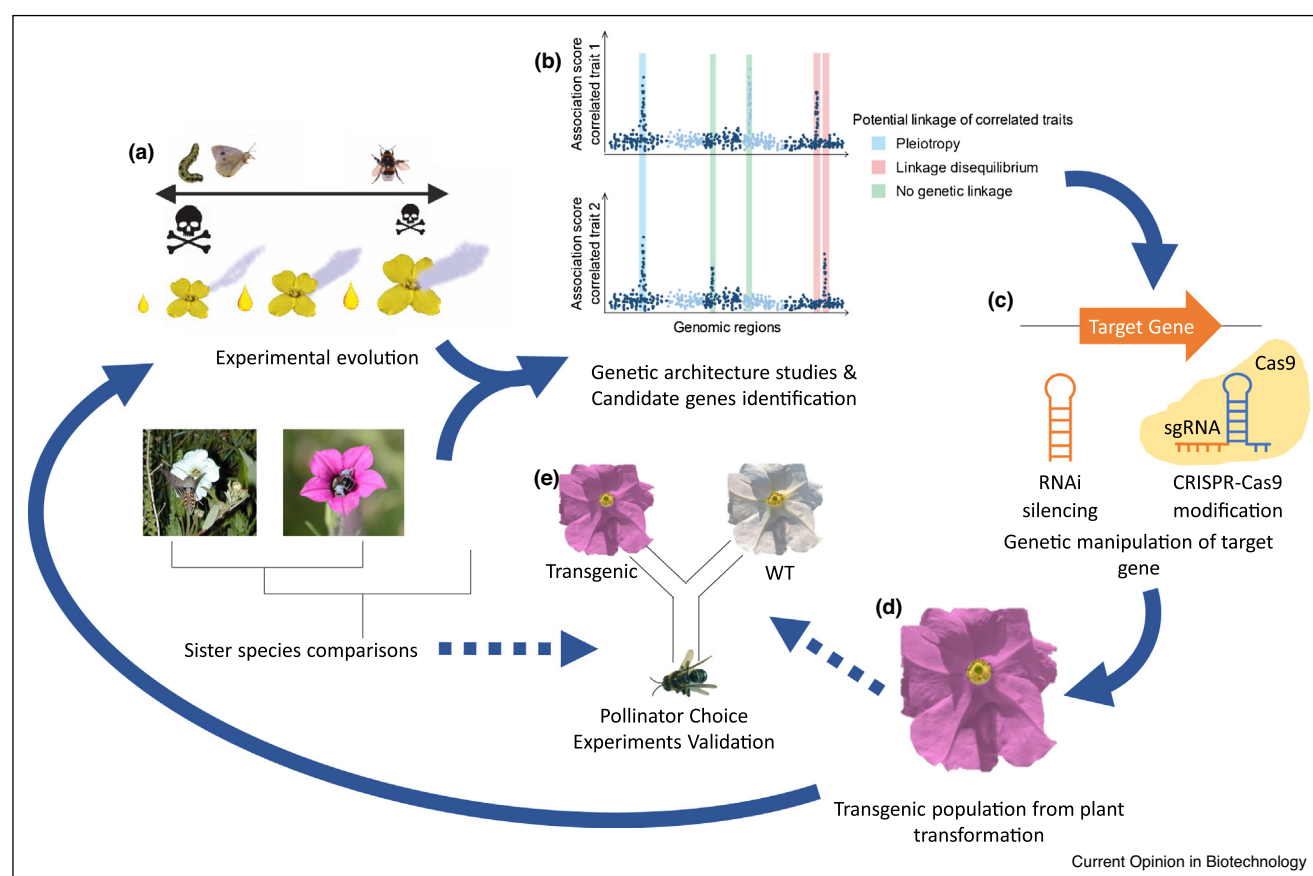 (a)
Experimental evolution
(b)
Association score
correlated trait 1
Association score
correlated trait 2
Genomic regions
Potential linkage of correlated traits
Pleiotropy
Linkage disequilibrium
No genetic linkage
Genetic architecture studies &
Candidate genes identification
(c)
Target Gene
Cas9
sgRNA
RNAi
silencing
CRISPR-Cas9
modification
Genetic manipulation of target
gene
(e)
Transgenic
WT
Sister species comparisons
Pollinator Choice
Experiments Validation
(d)
Transgenic population from plant
transformation
Current Opinion in Biotechnology